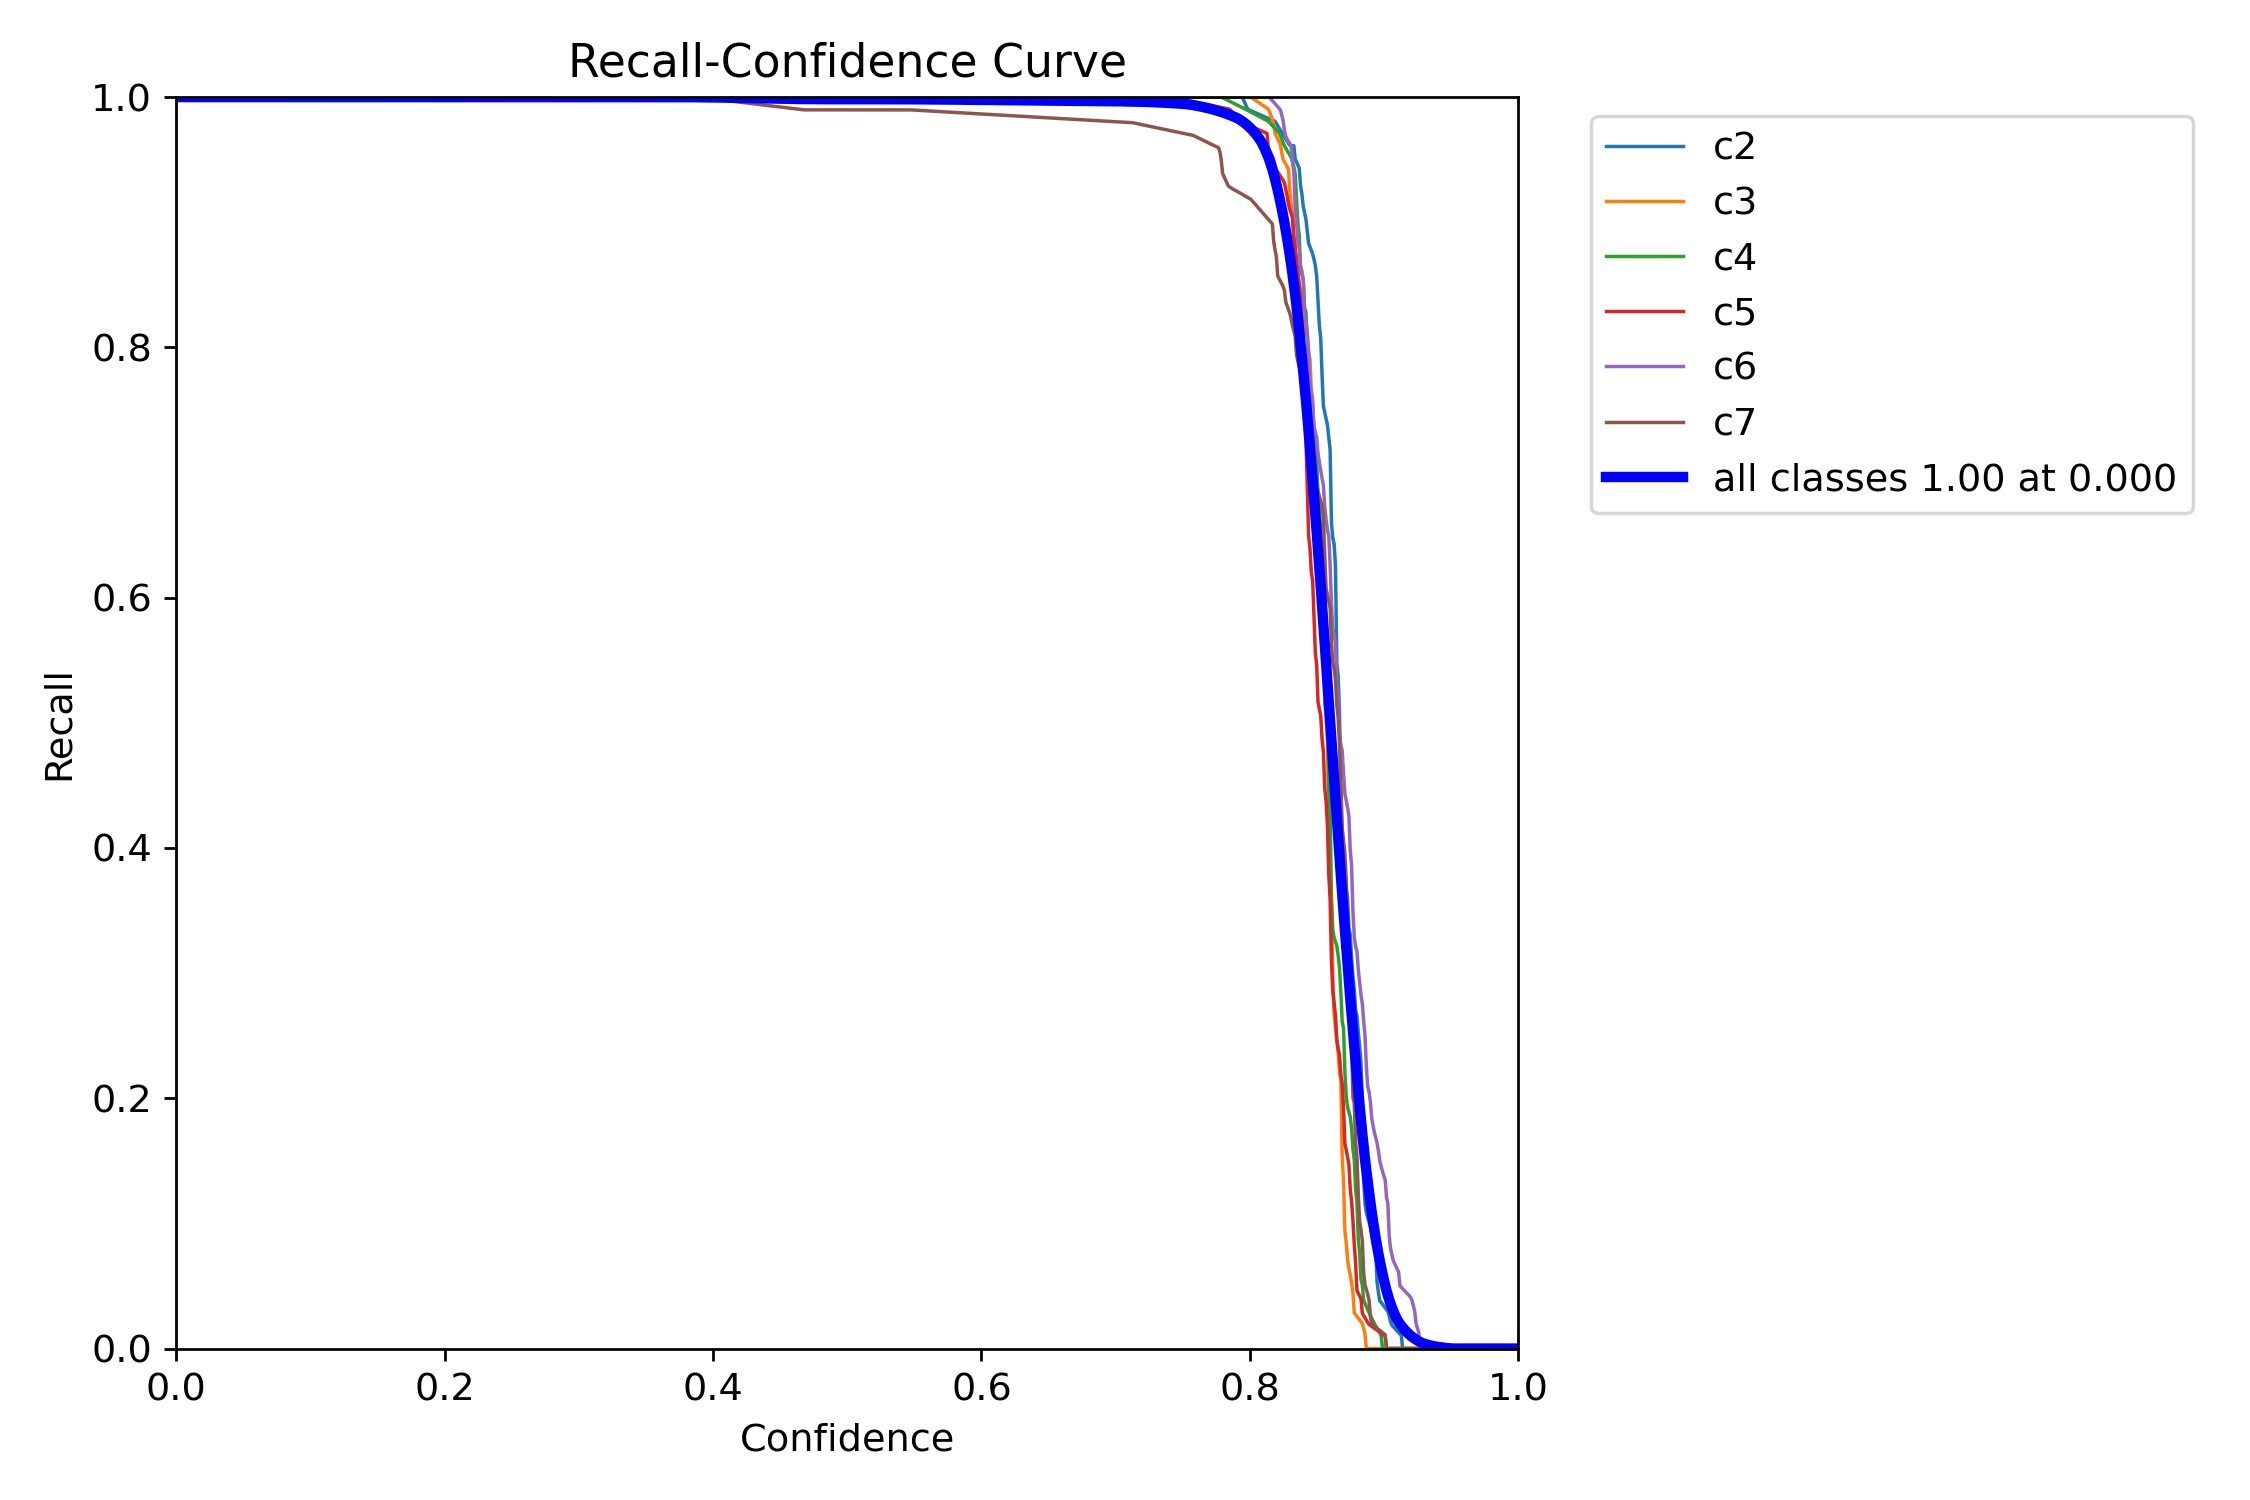 Recall-Confidence Curve
1.0
0.8
0.6
0.4
0.2
0.0
Recall
0.0 0.2 0.4 0.6 0.8 1.0
Confidence
c2
c3
c4
c5
c6
c7
all classes 1.00 at 0.000